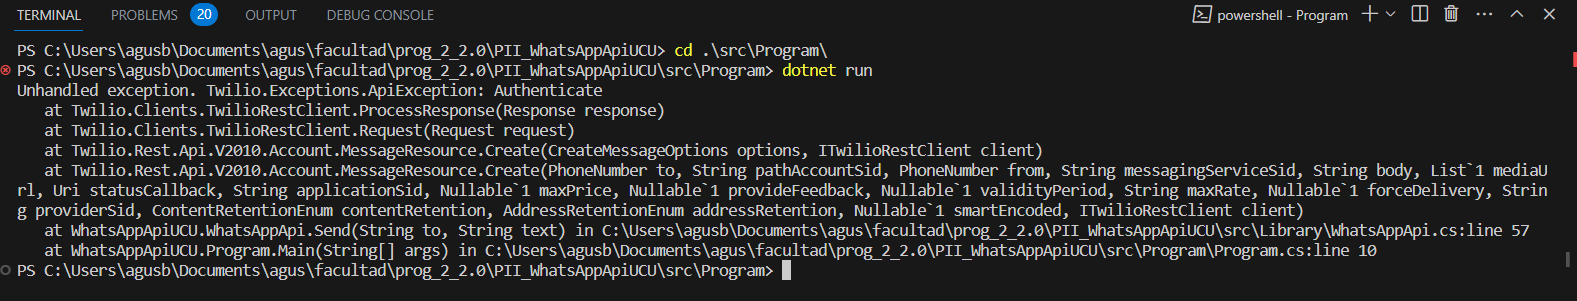 TERMINAL PROBLEMS 20 OUTPUT DEBUG CONSOLE powershell - Program
PS C:\Users\agusb\Documents\agus\facultad\prog_2_2.0\PII_WhatsAppApiUCU> cd .\src\Program\
PS C:\Users\agusb\Documents\agus\facultad\prog_2_2.0\PII_WhatsAppApiUCU\src\Program> dotnet run
Unhandled exception. Twilio.Exceptions.ApiException: Authenticate
   at Twilio.Clients.TwilioRestClient.ProcessResponse(Response response)
   at Twilio.Clients.TwilioRestClient.Request(Request request)
   at Twilio.Rest.Api.V2010.Account.MessageResource.Create(CreateMessageOptions options, ITwilioRestClient client)
   at Twilio.Rest.Api.V2010.Account.MessageResource.Create(PhoneNumber to, String pathAccountSid, PhoneNumber from, String messagingServiceSid, String body, List`1 mediaU
rl, Uri statusCallback, String applicationSid, Nullable`1 maxPrice, Nullable`1 provideFeedback, Nullable`1 validityPeriod, String maxRate, Nullable`1 forceDelivery, Strin
g providerSid, ContentRetentionEnum contentRetention, AddressRetentionEnum addressRetention, Nullable`1 smartEncoded, ITwilioRestClient client)
   at WhatsAppApiUCU.WhatsAppApi.Send(String to, String text) in C:\Users\agusb\Documents\agus\facultad\prog_2_2.0\PII_WhatsAppApiUCU\src\Library\WhatsAppApi.cs:line 57
   at WhatsAppApiUCU.Program.Main(String[] args) in C:\Users\agusb\Documents\agus\facultad\prog_2_2.0\PII_WhatsAppApiUCU\src\Program\Program.cs:line 10
PS C:\Users\agusb\Documents\agus\facultad\prog_2_2.0\PII_WhatsAppApiUCU\src\Program>